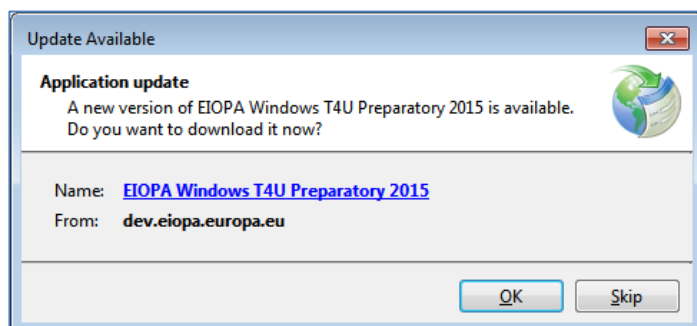 Update Available
Application update
A new version of EIOPA Windows T4U Preparatory 2015 is available.
Do you want to download it now?
Name: EIOPA Windows T4U Preparatory 2015
From: dev.eiopa.europa.eu
OK Skip